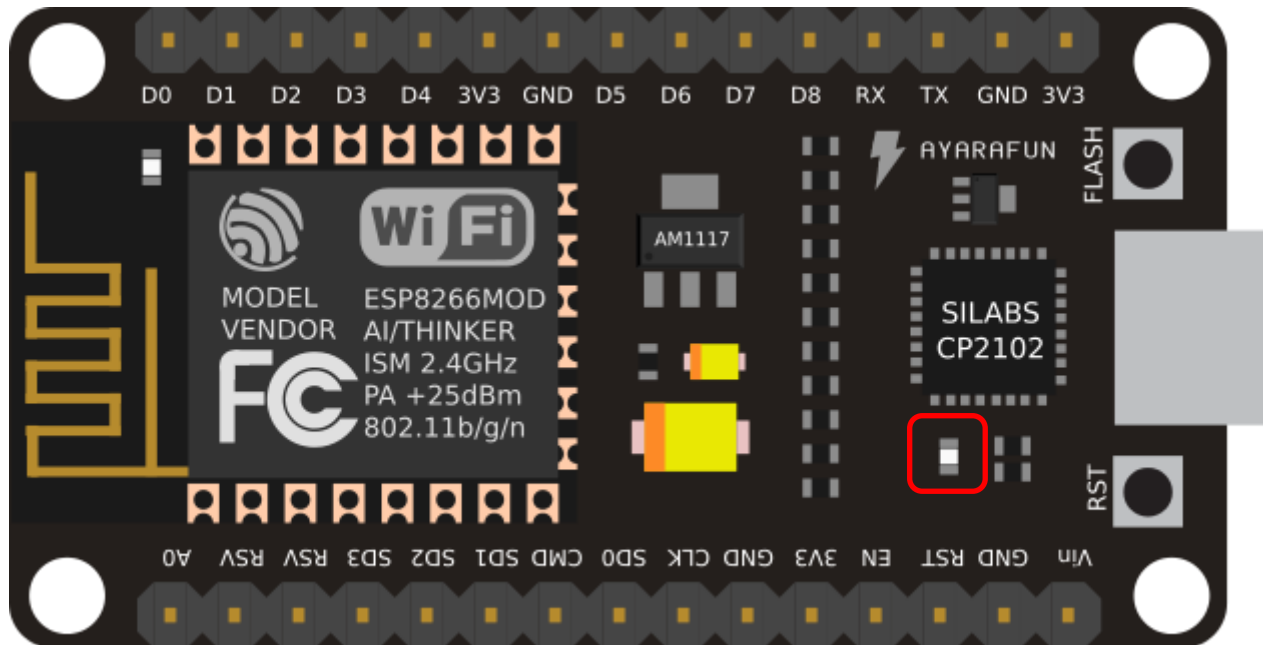 D0 D1 D2 D3 D4 3V3 GND D5 D6 D7 D8 RX TX GND 3V3
AYARAFUN
FLASH
WiFi
AM1117
MODEL ESP8266MOD
VENDOR AI/THINKER
ISM 2.4GHz
PA +25dBm
802.11b/g/n
FC
SILABS
CP2102
RST
A0 RSV RSV SD3 SD2 SD1 CMD SD0 CLK GND 3V3 EN RST GND Vin